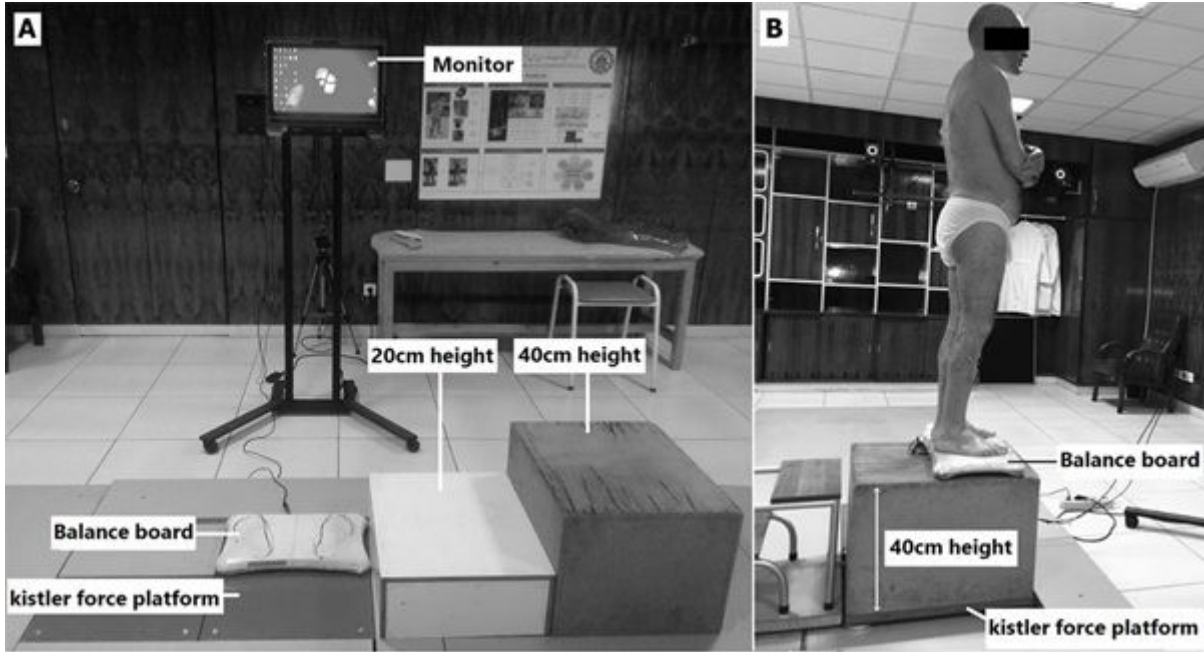 A
Monitor
20cm height
40cm height
Balance board
kistler force platform
B
Balance board
40cm height
kistler force platform